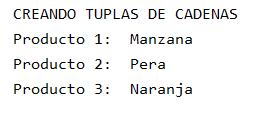 CREANDO TUPLAS DE CADENAS
Producto 1:  Manzana
Producto 2:  Pera
Producto 3:  Naranja